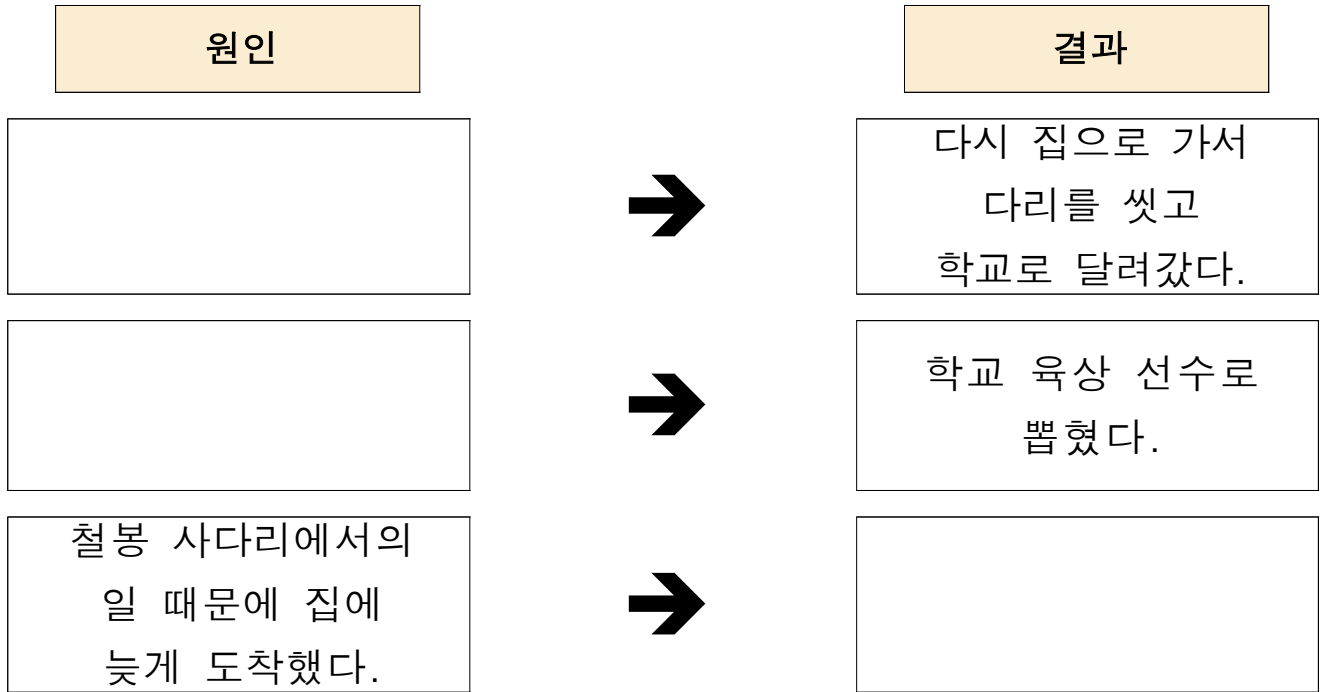 원인
결과
다시 집으로 가서
다리를 씻고
학교로 달려갔다.
학교 육상 선수로
뽑혔다.
철봉 사다리에서의
일 때문에 집에
늦게 도착했다.